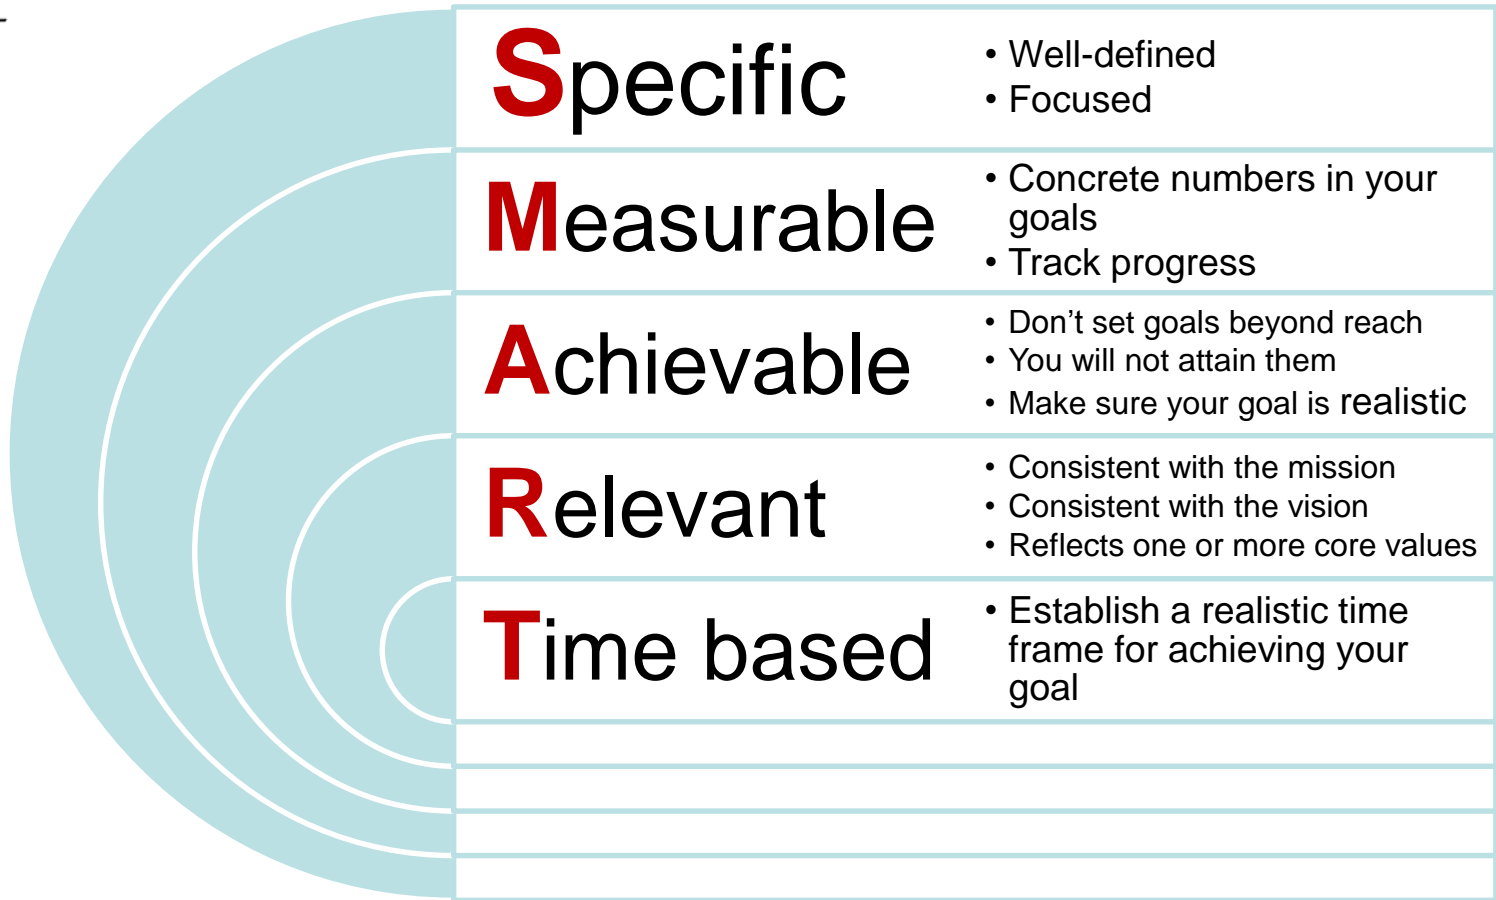 Specific
• Well-defined
• Focused
Measurable
• Concrete numbers in your
goals
• Track progress
Achievable
• Don’t set goals beyond reach
• You will not attain them
• Make sure your goal is realistic
Relevant
• Consistent with the mission
• Consistent with the vision
• Reflects one or more core values
Time based
• Establish a realistic time
frame for achieving your
goal